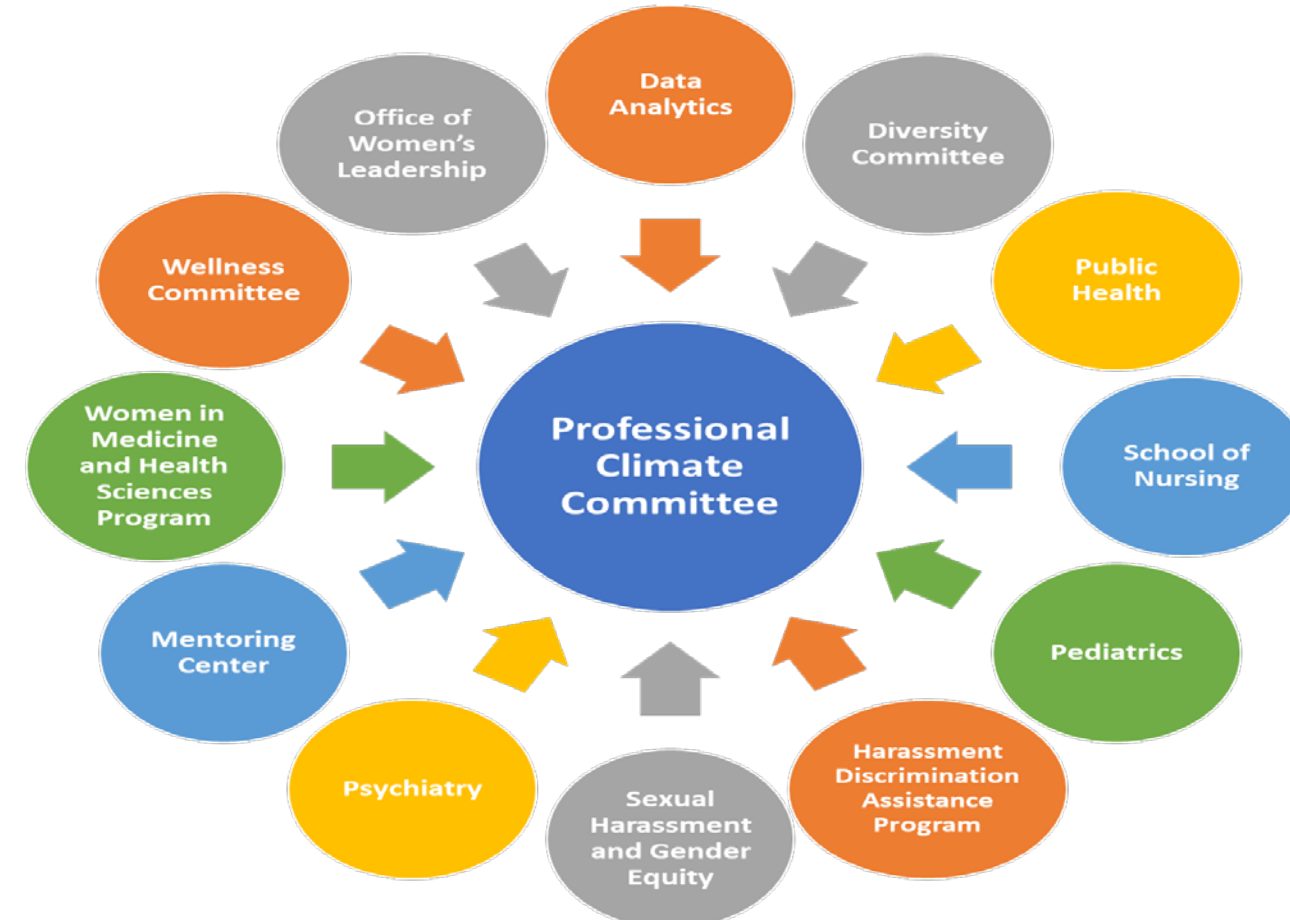 Data
Analytics
Diversity
Committee
Public
Health
School of
Nursing
Pediatrics
Harassment
Discrimination
Assistance
Program
Sexual
Harassment
and Gender
Equity
Psychiatry
Mentoring
Center
Women in
Medicine
and Health
Sciences
Program
Wellness
Committee
Office of
Women's
Leadership
Professional
Climate
Committee